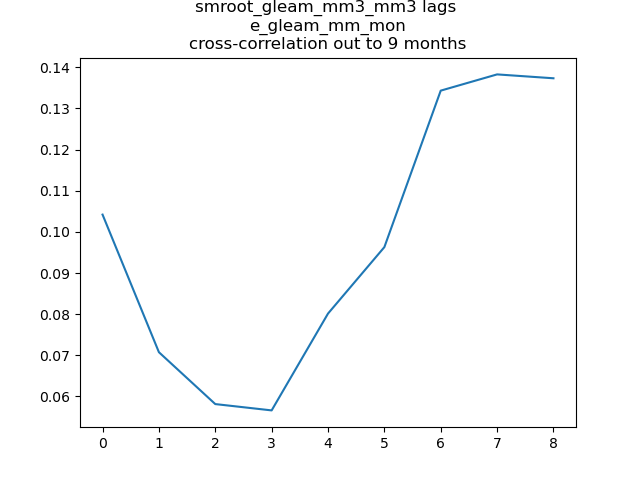 smroot_gleam_mm3_mm3 lags
e_gleam_mm_mon
cross-correlation out to 9 months
0.14
0.13
0.12
0.11
0.10
0.09
0.08
0.07
0.06
0 1 2 3 4 5 6 7 8